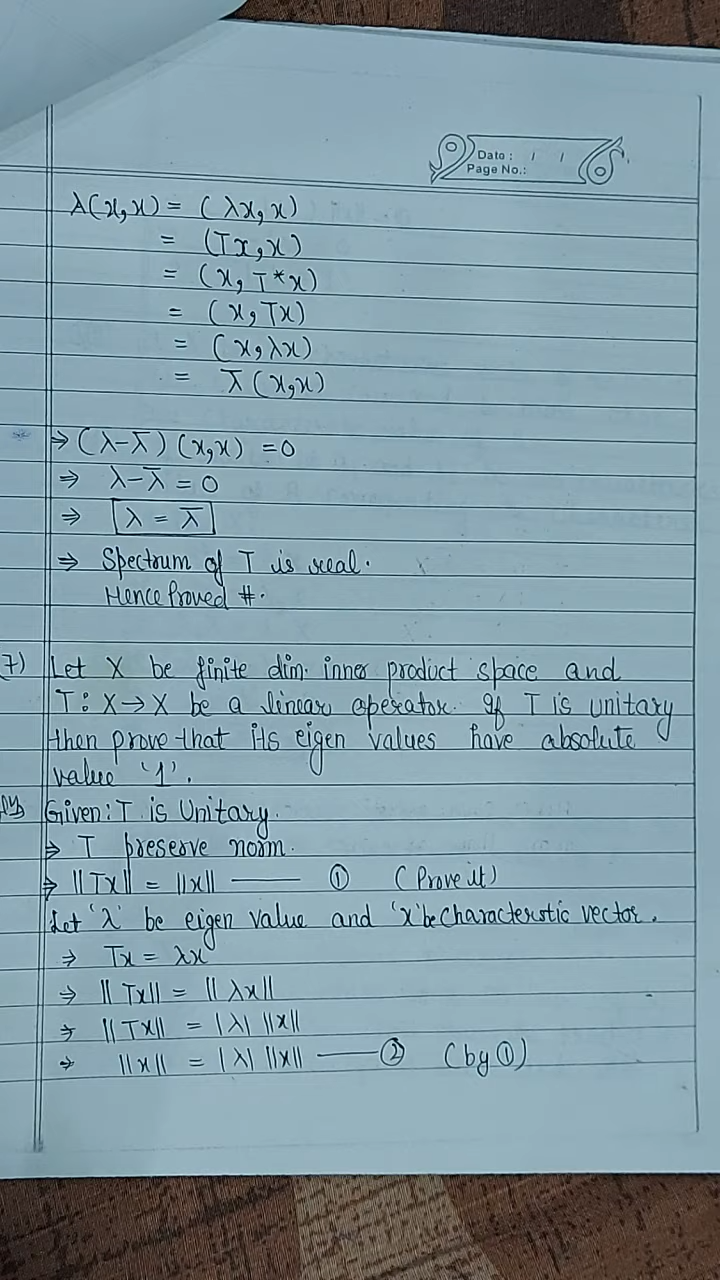 Date : / /
Page No.:
λ(x,x) = (λx,x)
= (Tx,x)
= (x, T*x)
= (x, Tx)
= (x, λx)
= λ̄ (x,x)
⇒ (λ-λ̄) (x,x) = 0
⇒ λ-λ̄ = 0
⇒ λ = λ̄
⇒ Spectrum of T is real.
Hence Proved #.
7) Let X be finite dim. inner product space and
T: X→X be a linear operator. If T is unitary
then prove that its eigen values have absolute
value '1'.
Given: T is Unitary.
⇒ T preserve norm.
⇒ ||Tx|| = ||x|| —— ① (Prove it)
Let 'λ' be eigen value and 'x' be characterstic vector.
⇒ Tx = λx
⇒ ||Tx|| = ||λx||
⇒ ||Tx|| = |λ| ||x||
⇒ ||x|| = |λ| ||x|| —— ② (by ①)